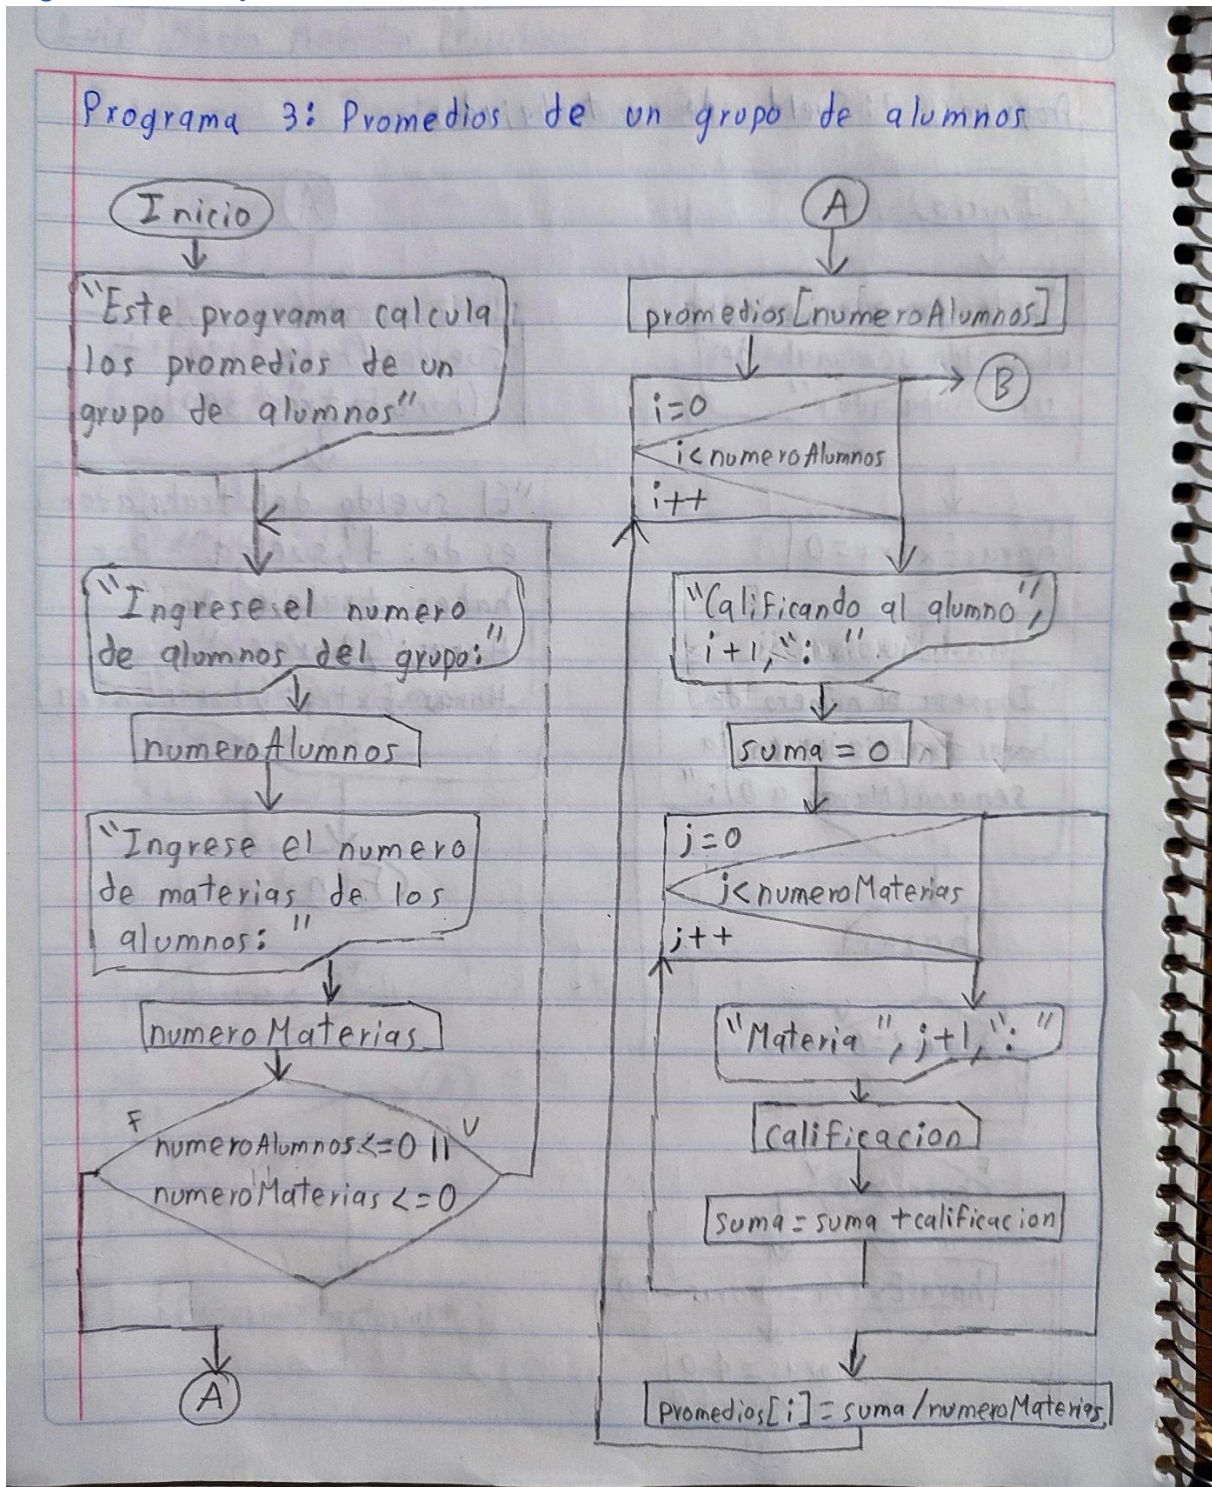 Programa 3: Promedios de un grupo de alumnos
Inicio
"Este programa calcula
los promedios de un
grupo de alumnos"
"Ingrese el numero
de alumnos del grupo:"
numeroAlumnos
"Ingrese el numero
de materias de los
alumnos: "
numeroMaterias
F
V
numeroAlumnos<=0 ||
numeroMaterias <=0
A
A
promedios[numeroAlumnos]
B
i=0
i<numeroAlumnos
i++
"Calificando al alumno",
i+1,": "
suma = 0
j=0
j<numeroMaterias
j++
"Materia ", j+1,": "
calificacion
suma = suma + calificacion
promedios[i] = suma / numeroMaterias